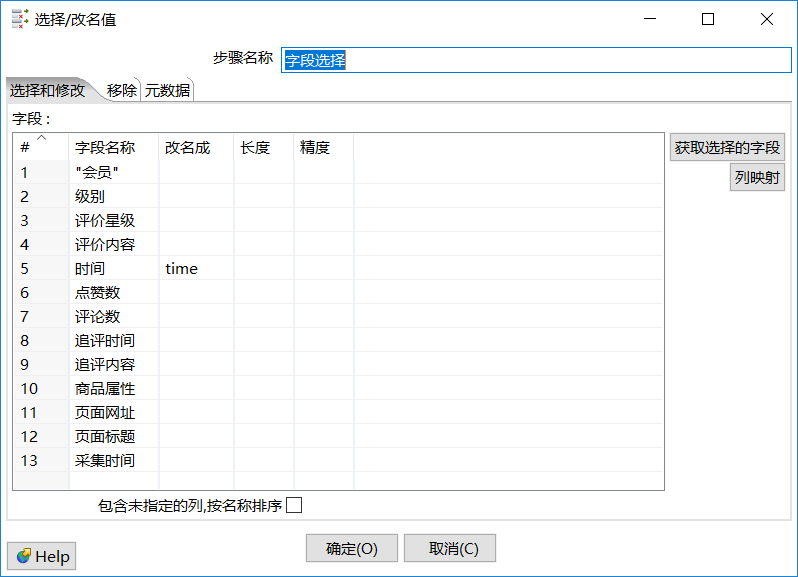 选择/改名值
步骤名称 字段选择
选择和修改 移除 元数据
字段 :
# 字段名称 改名成 长度 精度
获取选择的字段
列映射
1 "会员"
2 级别
3 评价星级
4 评价内容
5 时间 time
6 点赞数
7 评论数
8 追评时间
9 追评内容
10 商品属性
11 页面网址
12 页面标题
13 采集时间
包含未指定的列,按名称排序
Help 确定(O) 取消(C)